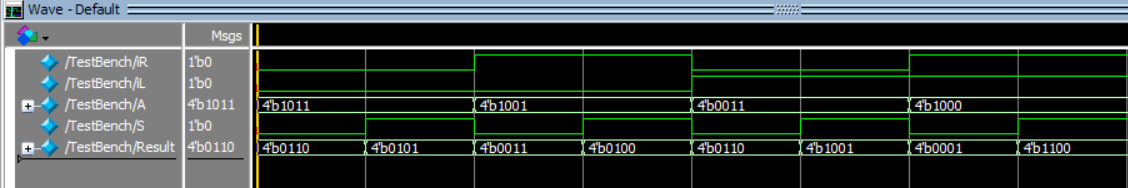 Wave - Default
Msgs
/TestBench/iR 1'b0
/TestBench/iL 1'b0
/TestBench/A 4'b1011 4'b1011 4'b1001 4'b0011 4'b1000
/TestBench/S 1'b0
/TestBench/Result 4'b0110 4'b0110 4'b0101 4'b0011 4'b0100 4'b0110 4'b1001 4'b0001 4'b1100